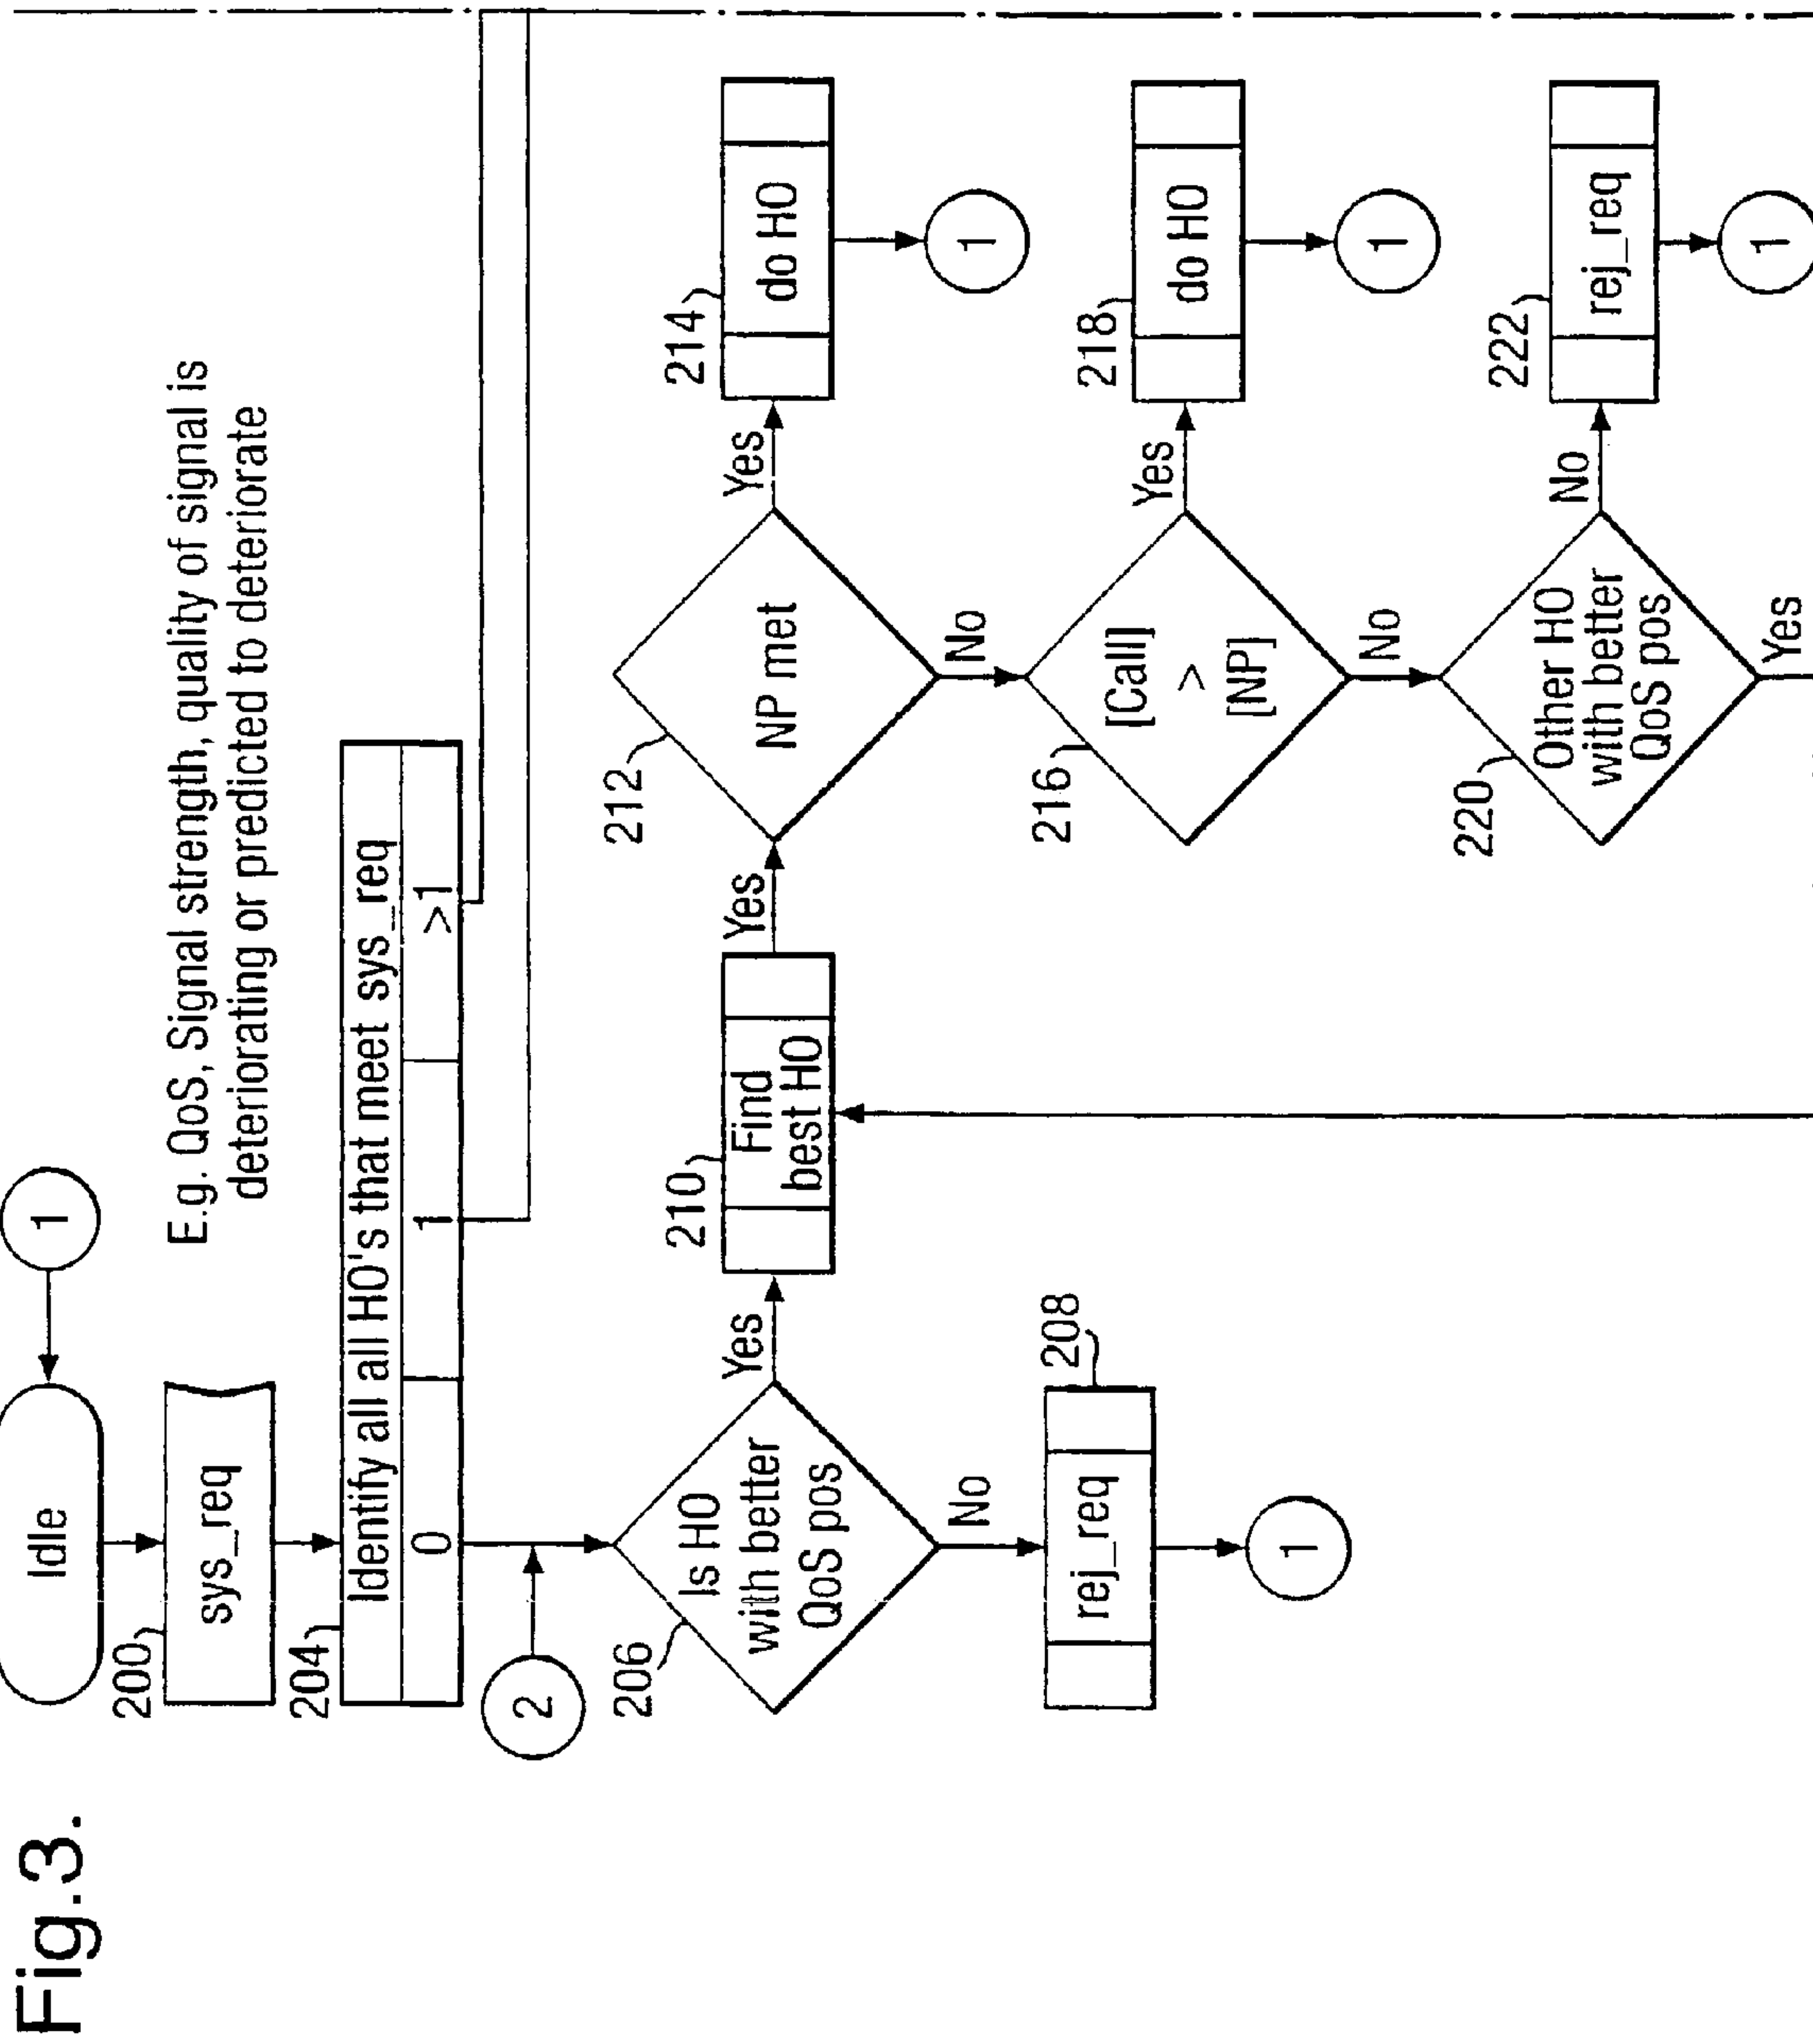 Fig.3.
Idle
1
200
sys_req
E.g. QoS, Signal strength, quality of signal is
deteriorating or predicted to deteriorate
204
Identify all all HO's that meet sys_req
0
1
>1
2
206
Is HO
with better
QoS pos
Yes
210
Find
best HO
Yes
212
NP met
Yes
214
do HO
1
No
208
rej_req
1
No
216
[Call]
>
[NP]
Yes
218
do HO
1
No
220
Other HO
with better
QoS pos
No
222
rej_req
1
Yes